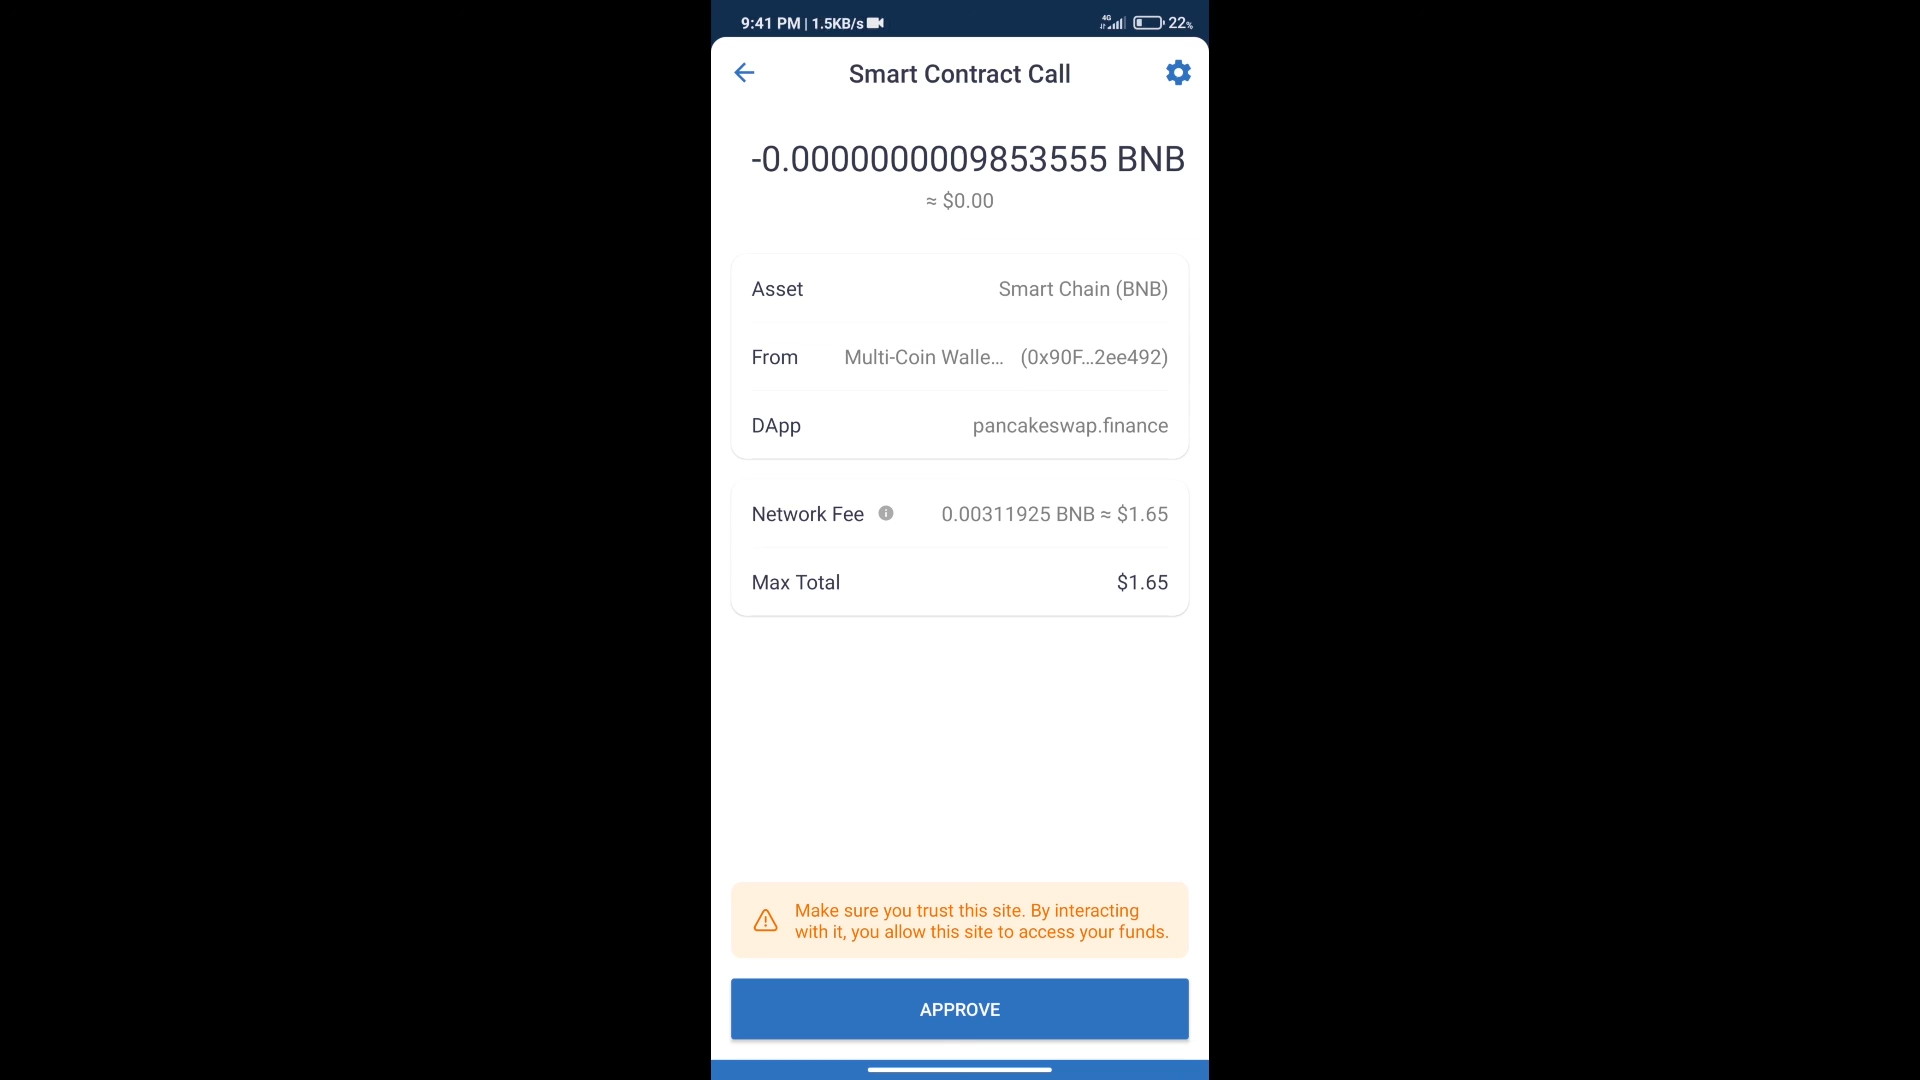 9:41 PM | 1.5KB/s 4G 22%
Smart Contract Call
-0.0000000009853555 BNB
≈ $0.00
Asset Smart Chain (BNB)
From Multi-Coin Walle... (0x90F...2ee492)
DApp pancakeswap.finance
Network Fee 0.00311925 BNB ≈ $1.65
Max Total $1.65
Make sure you trust this site. By interacting
with it, you allow this site to access your funds.
APPROVE